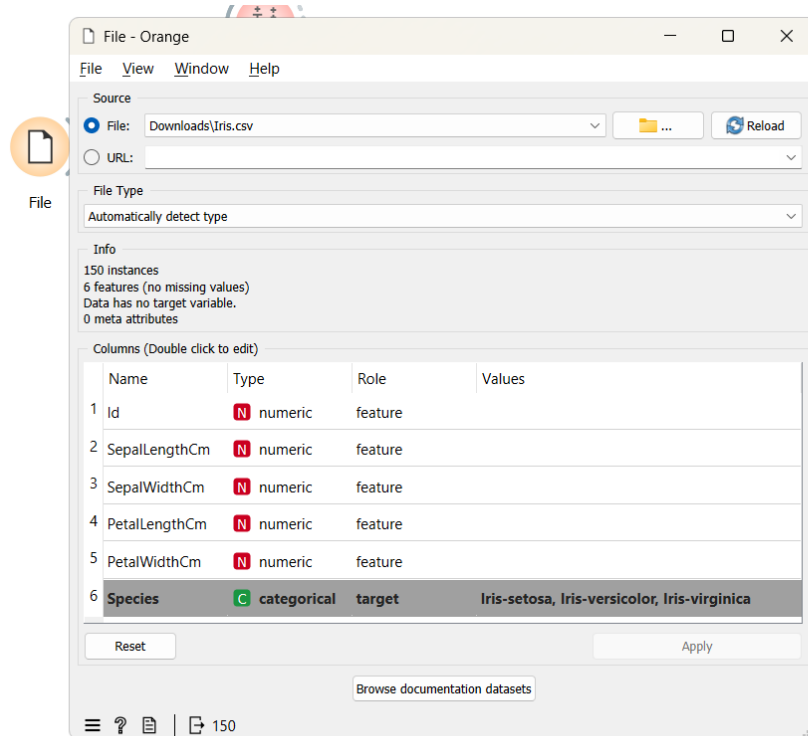 File - Orange
File View Window Help
Source
File: Downloads\Iris.csv ... Reload
URL:
File
File Type
Automatically detect type
Info
150 instances
6 features (no missing values)
Data has no target variable.
0 meta attributes
Columns (Double click to edit)
Name Type Role Values
1 Id N numeric feature
2 SepalLengthCm N numeric feature
3 SepalWidthCm N numeric feature
4 PetalLengthCm N numeric feature
5 PetalWidthCm N numeric feature
6 Species C categorical target Iris-setosa, Iris-versicolor, Iris-virginica
Reset Apply
Browse documentation datasets
? 150